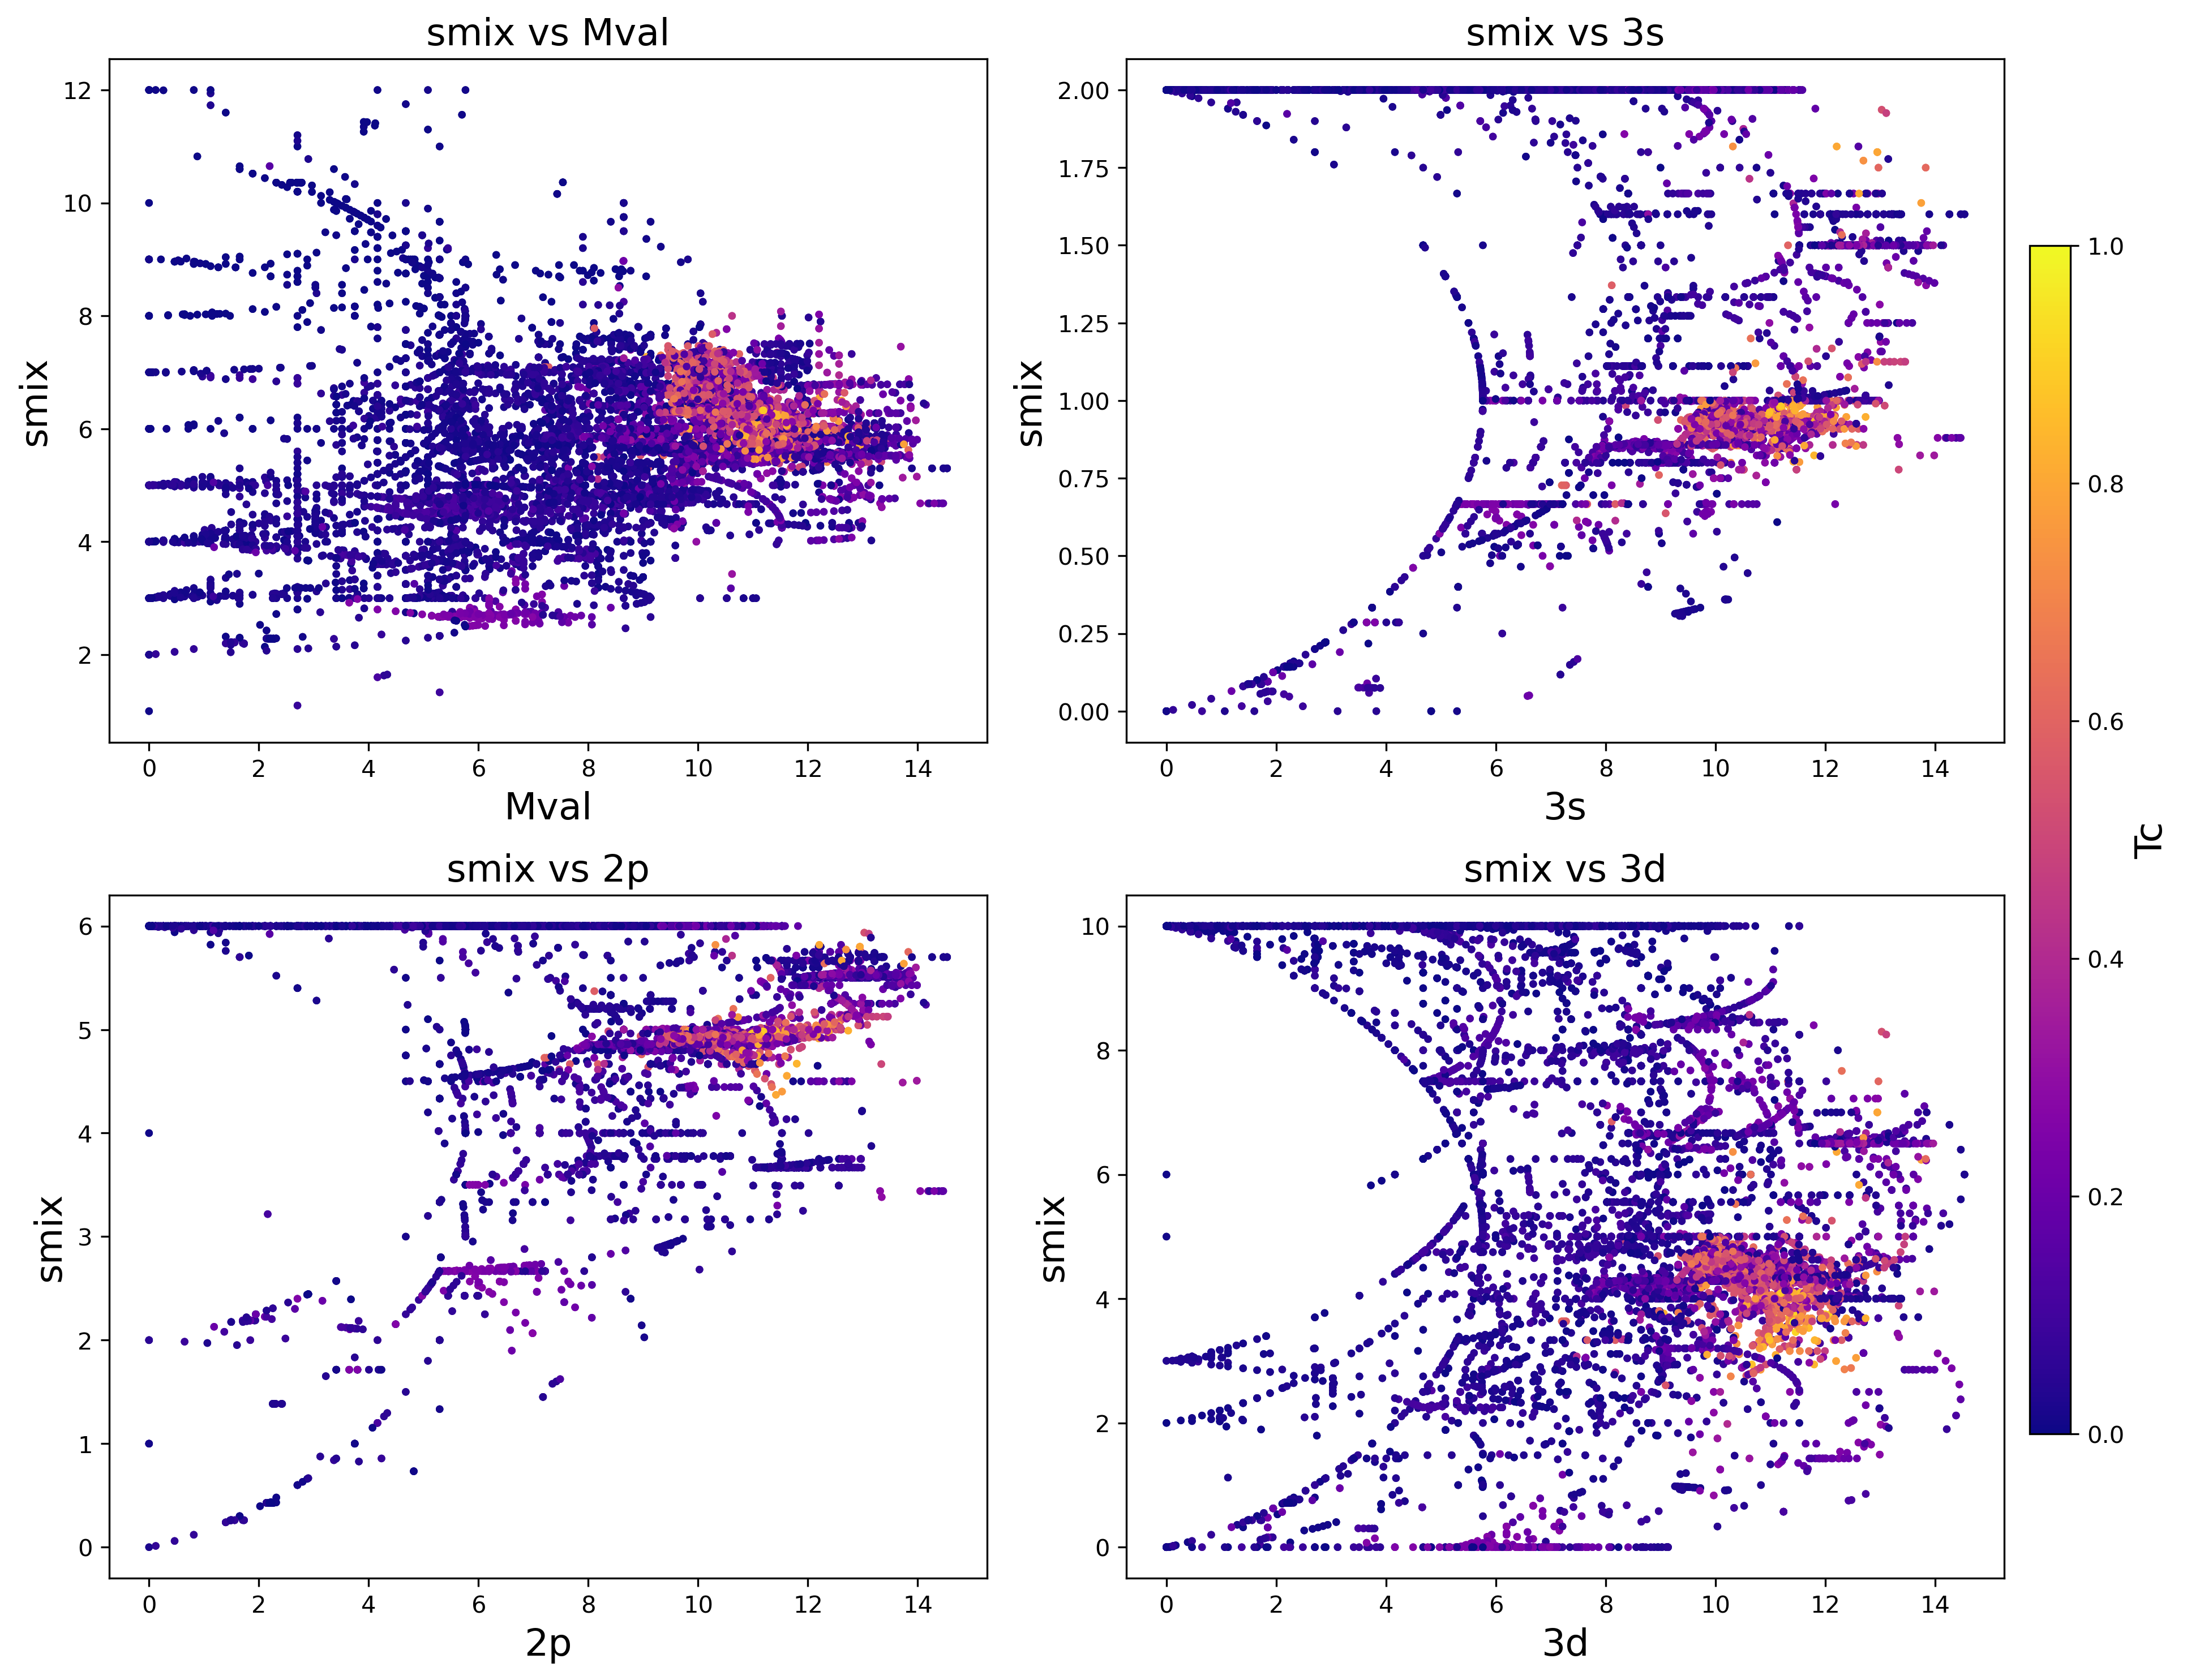 smix vs Mval
smix
12
10
8
6
4
2
0 2 4 6 8 10 12 14
Mval
smix vs 3s
smix
2.00
1.75
1.50
1.25
1.00
0.75
0.50
0.25
0.00
0 2 4 6 8 10 12 14
3s
smix vs 2p
smix
6
5
4
3
2
1
0
0 2 4 6 8 10 12 14
2p
smix vs 3d
smix
10
8
6
4
2
0
0 2 4 6 8 10 12 14
3d
1.0
0.8
0.6
0.4
0.2
0.0
Tc